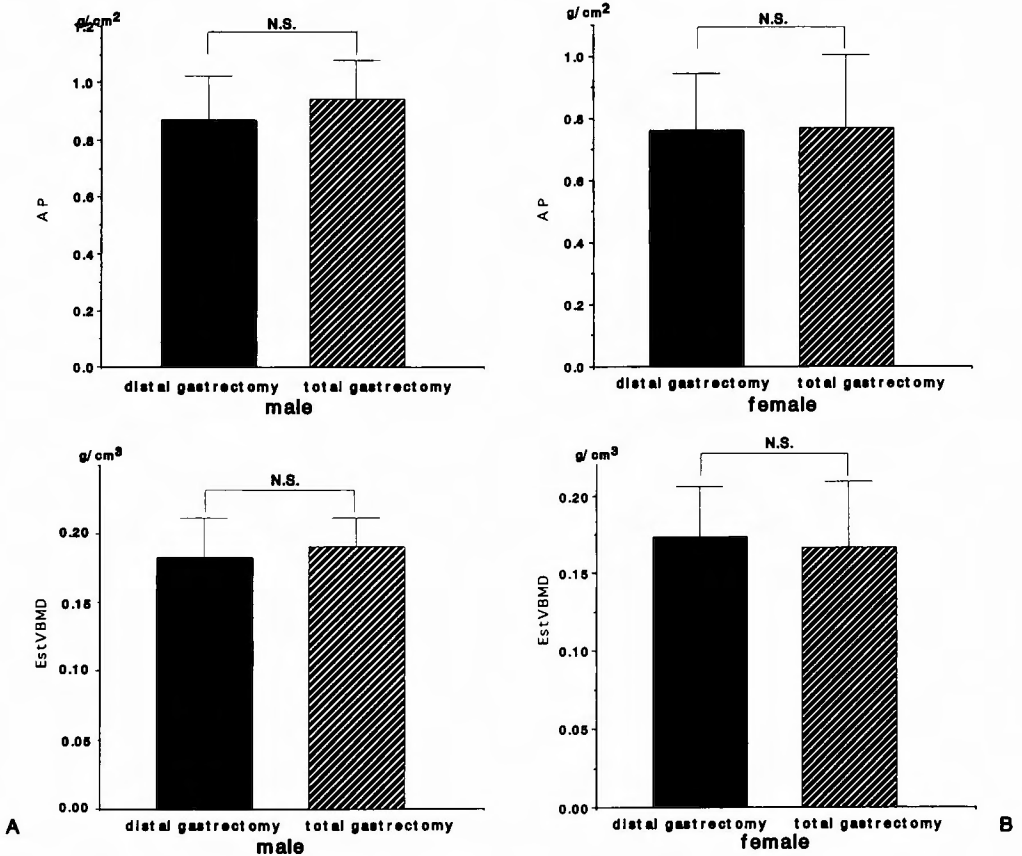 g/cm²
1.2
1.0
0.8
0.6
0.4
0.2
0.0
AP
N.S.
distal gastrectomy total gastrectomy
male
g/cm²
1.0
0.8
0.6
0.4
0.2
0.0
AP
N.S.
distal gastrectomy total gastrectomy
female
g/cm³
0.20
0.15
0.10
0.05
0.00
EstVBMD
N.S.
distal gastrectomy total gastrectomy
male
A
g/cm³
0.20
0.15
0.10
0.05
0.00
EstVBMD
N.S.
distal gastrectomy total gastrectomy
female
B